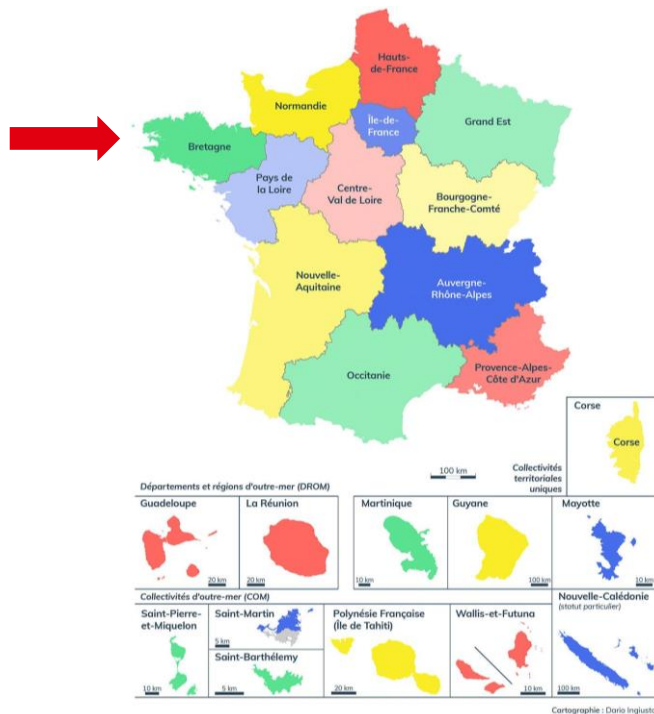 Hauts-
de-France
Normandie
Île-de-
France
Grand Est
Bretagne
Pays de
la Loire
Centre-
Val de Loire
Bourgogne-
Franche-Comté
Nouvelle-
Aquitaine
Auvergne-
Rhône-Alpes
Occitanie
Provence-Alpes-
Côte d'Azur
Corse
Corse
100 km
Collectivités
territoriales
uniques
Départements et régions d'outre-mer (DROM)
Guadeloupe
20 km
La Réunion
20 km
Martinique
10 km
Guyane
100 km
Mayotte
10 km
Collectivités d'outre-mer (COM)
Saint-Pierre-
et-Miquelon
10 km
Saint-Martin
5 km
Saint-Barthélemy
5 km
Polynésie Française
(Île de Tahiti)
20 km
Wallis-et-Futuna
10 km
Nouvelle-Calédonie
(statut particulier)
100 km
Cartographie : Dario Ingiusto